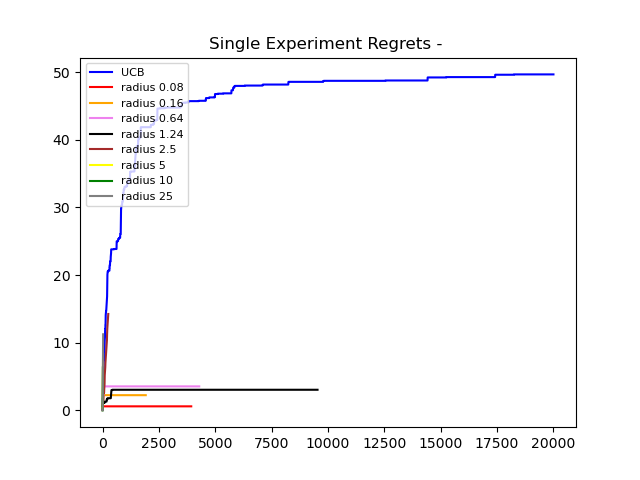 Single Experiment Regrets -
50
40
30
20
10
0
UCB
radius 0.08
radius 0.16
radius 0.64
radius 1.24
radius 2.5
radius 5
radius 10
radius 25
0 2500 5000 7500 10000 12500 15000 17500 20000